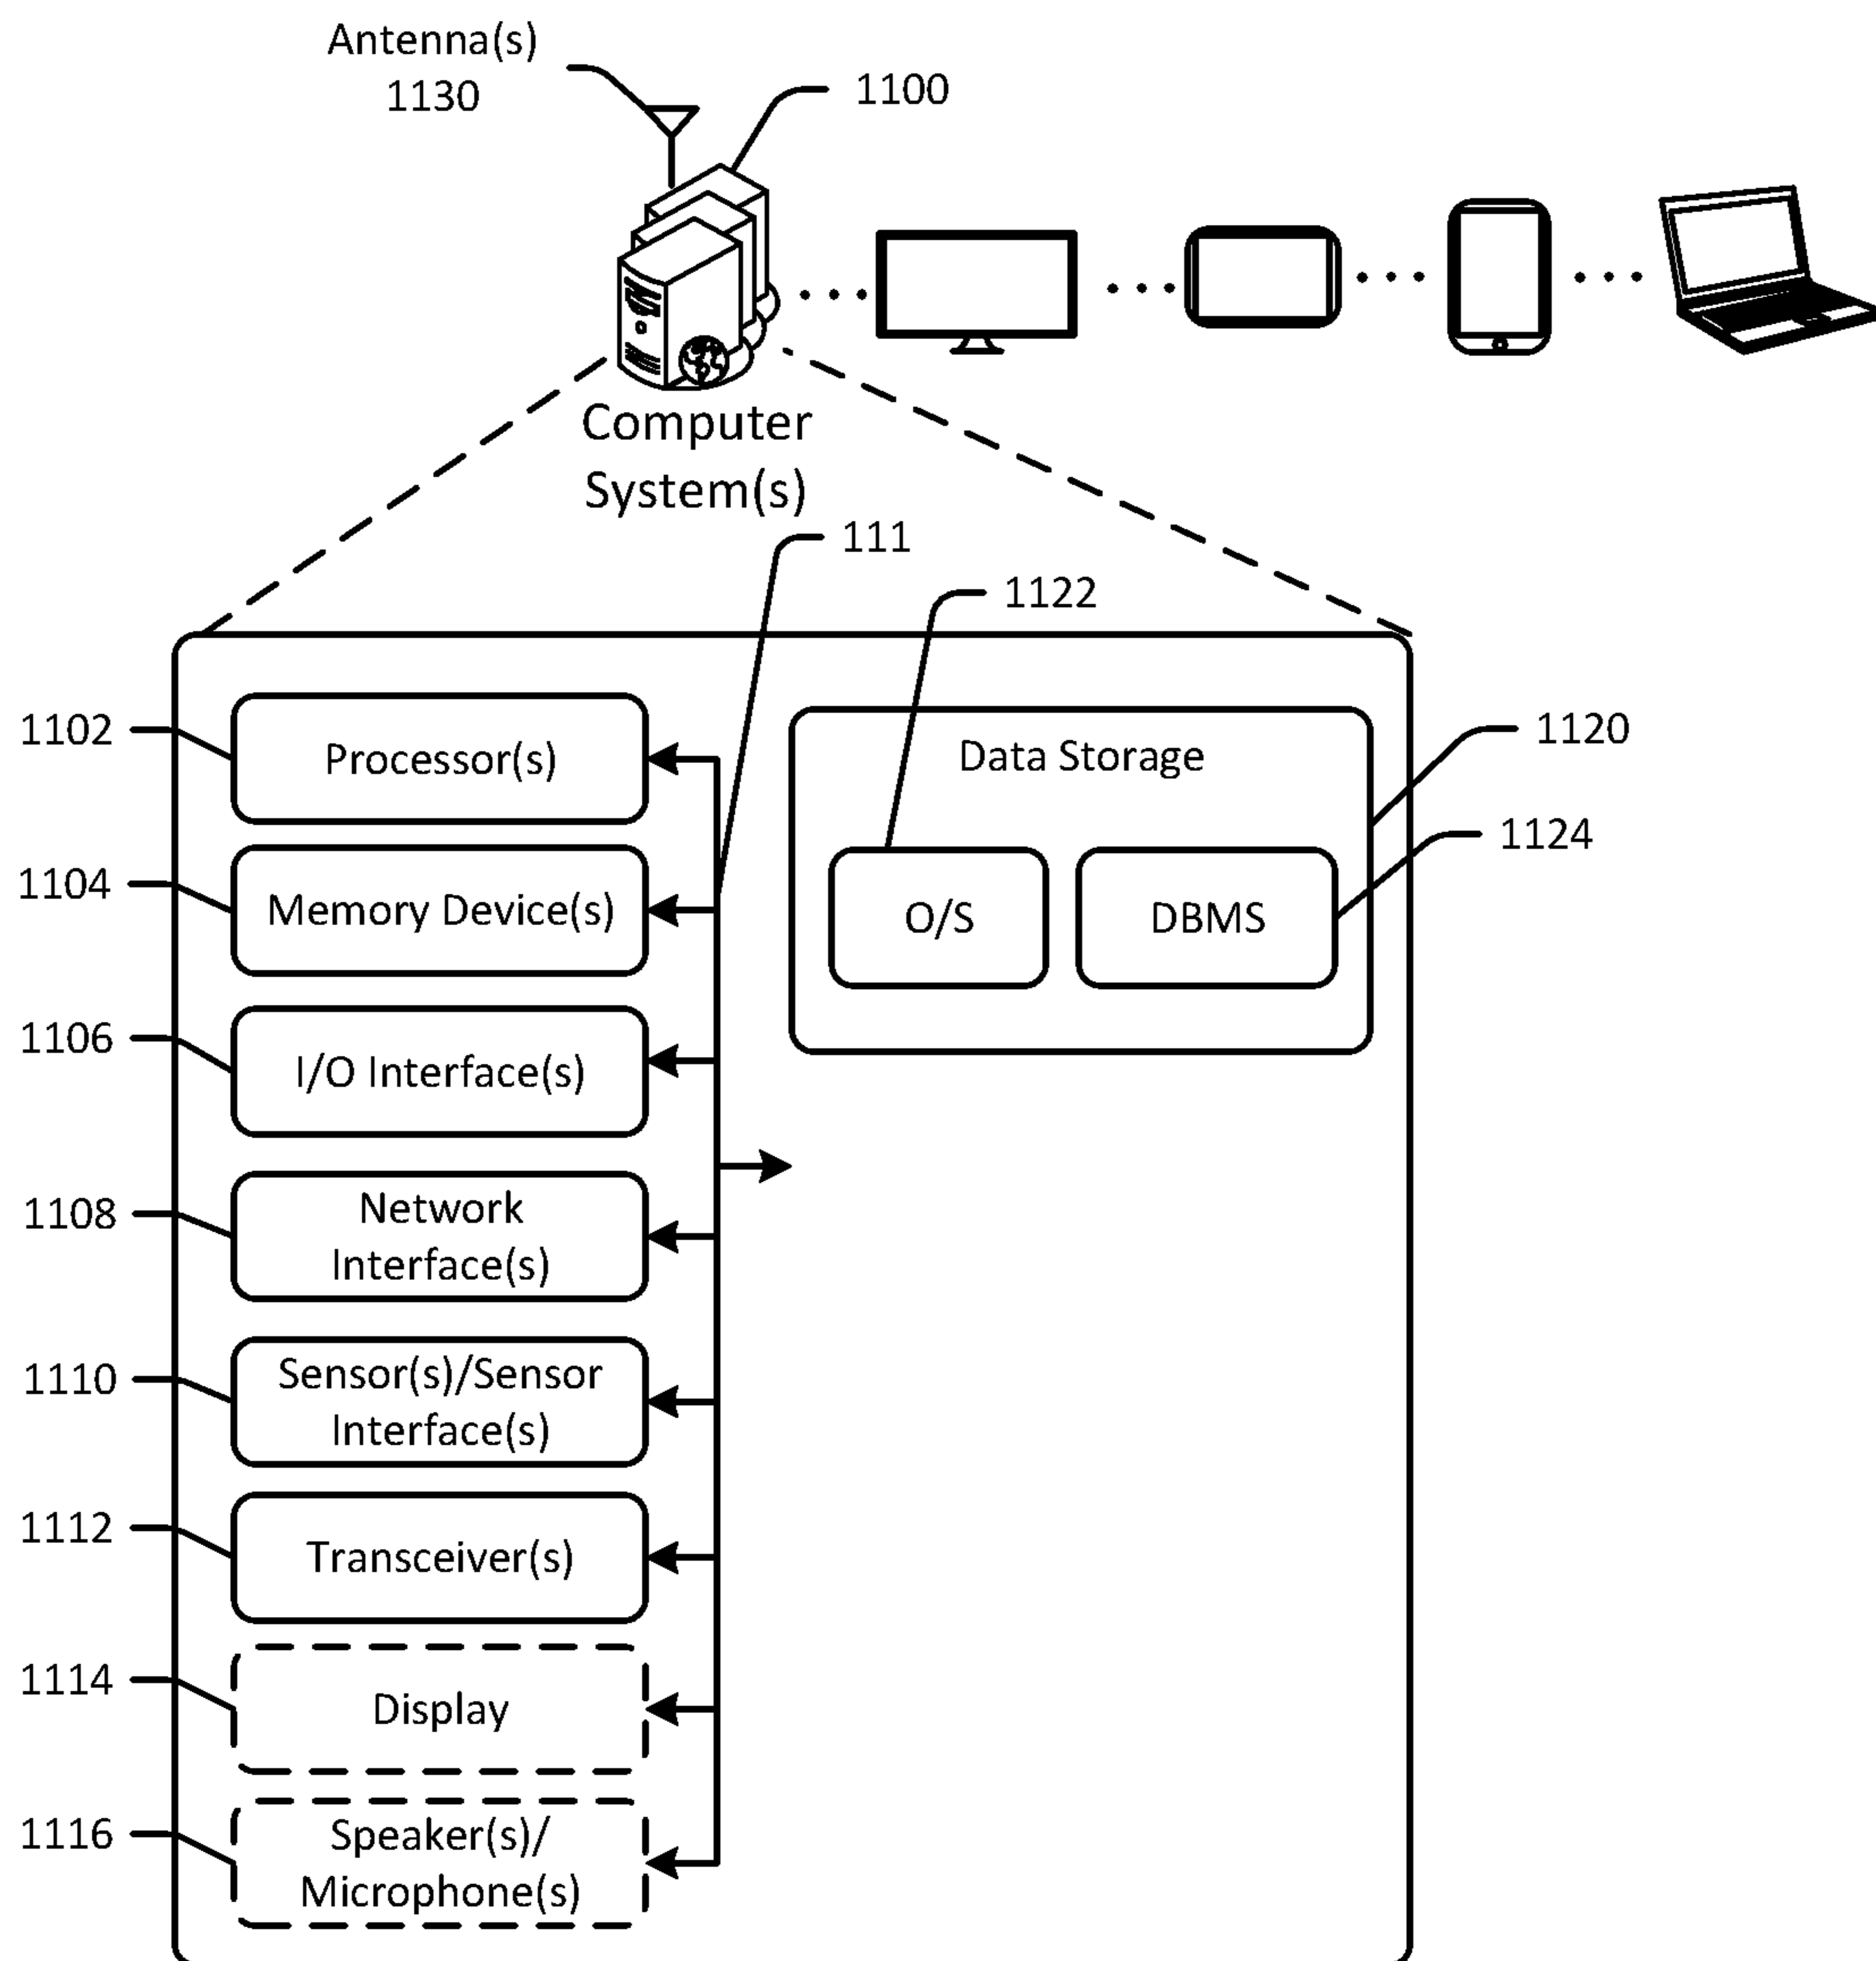 Antenna(s)
1130
1100
Computer
System(s)
111
1122
1102
Processor(s)
Data Storage
1120
1124
1104
Memory Device(s)
O/S
DBMS
1106
I/O Interface(s)
1108
Network
Interface(s)
1110
Sensor(s)/Sensor
Interface(s)
1112
Transceiver(s)
1114
Display
1116
Speaker(s)/
Microphone(s)